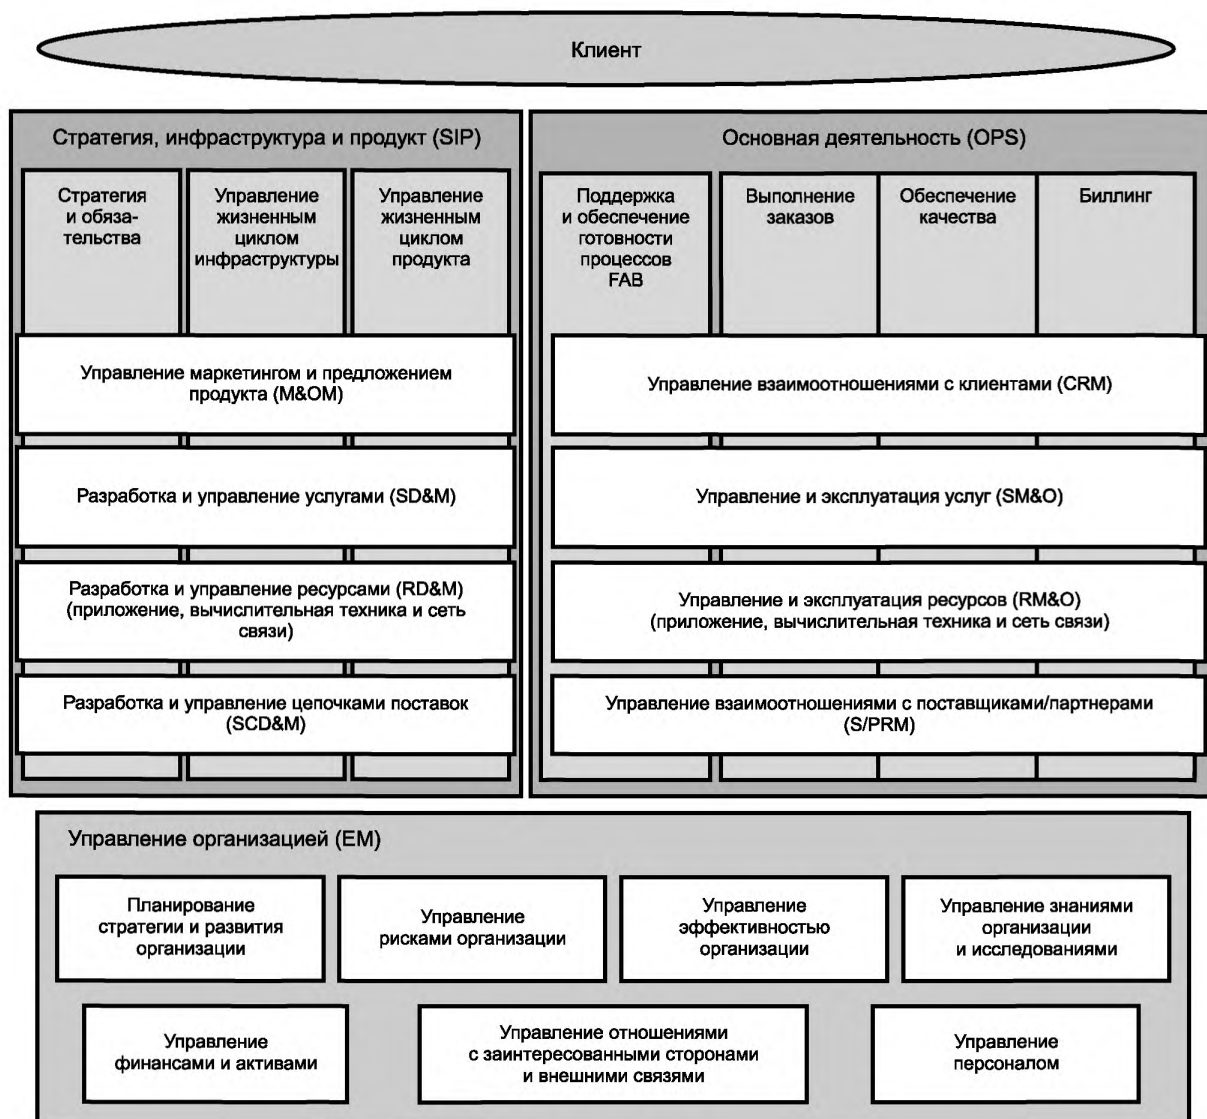 Клиент
Стратегия, инфраструктура и продукт (SIP)
Стратегия
и обяза-
тельства
Управление
жизненным
циклом
инфраструктуры
Управление
жизненным
циклом
продукта
Управление маркетингом и предложением
продукта (M&OM)
Разработка и управление услугами (SD&M)
Разработка и управление ресурсами (RD&M)
(приложение, вычислительная техника и сеть
связи)
Разработка и управление цепочками поставок
(SCD&M)
Основная деятельность (OPS)
Поддержка
и обеспечение
готовности
процессов
FAB
Выполнение
заказов
Обеспечение
качества
Биллинг
Управление взаимоотношениями с клиентами (CRM)
Управление и эксплуатация услуг (SM&O)
Управление и эксплуатация ресурсов (RM&O)
(приложение, вычислительная техника и сеть связи)
Управление взаимоотношениями с поставщиками/партнерами
(S/PRM)
Управление организацией (EM)
Планирование
стратегии и развития
организации
Управление
рисками организации
Управление
эффективностью
организации
Управление знаниями
организации
и исследованиями
Управление
финансами и активами
Управление отношениями
с заинтересованными сторонами
и внешними связями
Управление
персоналом